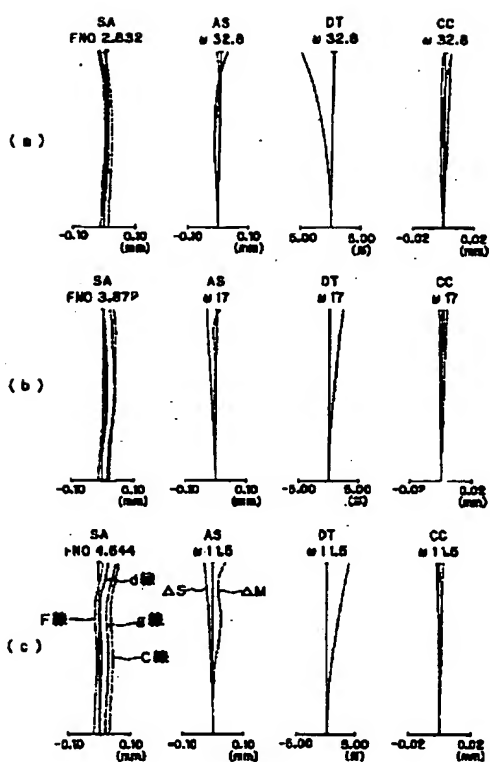 SA AS DT CC
FNO 2.832 ω 32.8 ω 32.8 ω 32.8
(a)
-0.10 0.10 -0.10 0.10 5.00 5.00 -0.02 0.02
(mm) (mm) (%) (mm)
SA AS DT CC
ω 17 ω 17 ω 17
(b)
-0.10 0.10 -0.10 0.10 -5.00 5.00 0.02
(mm) (mm) (%) (mm)
SA AS DT CC
FNO 4.644 ω 11.5 ω 11.5 ω 11.5
d線 ΔS ΔM
F線 g線
(c)
C線
-0.10 0.10 -0.10 0.10 -5.00 5.00 -0.02 0.02
(mm) (mm) (%) (mm)